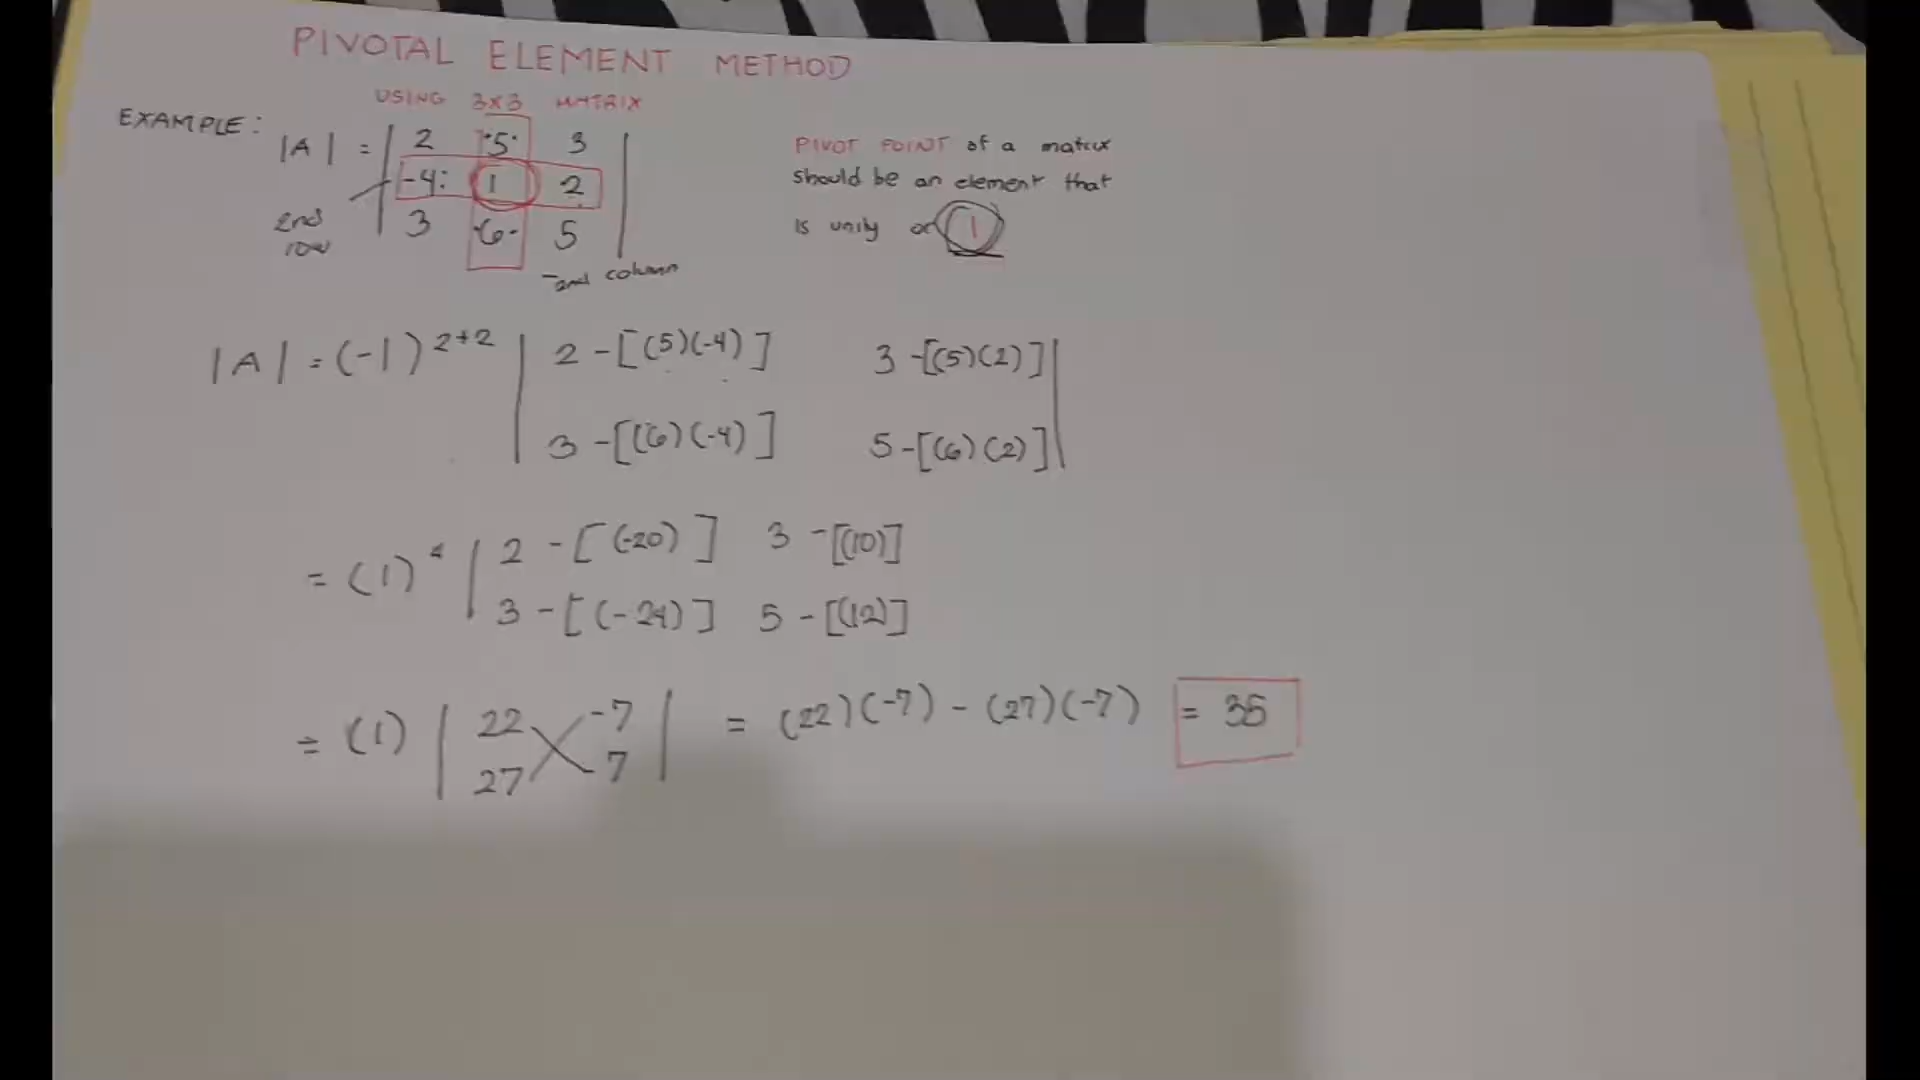 PIVOTAL ELEMENT METHOD
USING 3x3 MATRIX
EXAMPLE:
|A| = | 2 5 3 |
-4 1 2
3 6 5
2nd row
2nd column
PIVOT POINT of a matrix
should be an element that
is unity or 1
|A| = (-1)^2+2 | 2 - [(5)(-4)] 3 - [(5)(2)] |
| 3 - [(6)(-4)] 5 - [(6)(2)] |
= (1)^4 | 2 - [(-20)] 3 - [(10)]
3 - [(-24)] 5 - [(12)]
= (1) | 22 -7 | = (22)(-7) - (27)(-7) = 35
27 -7